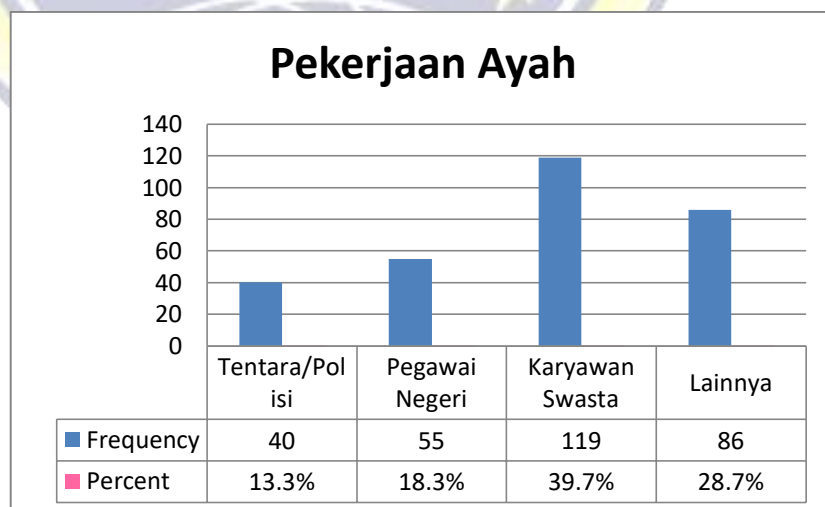 Pekerjaan Ayah
140
120
100
80
60
40
20
0
Tentara/Pol
isi
Pegawai
Negeri
Karyawan
Swasta
Lainnya
Frequency 40 55 119 86
Percent 13.3% 18.3% 39.7% 28.7%